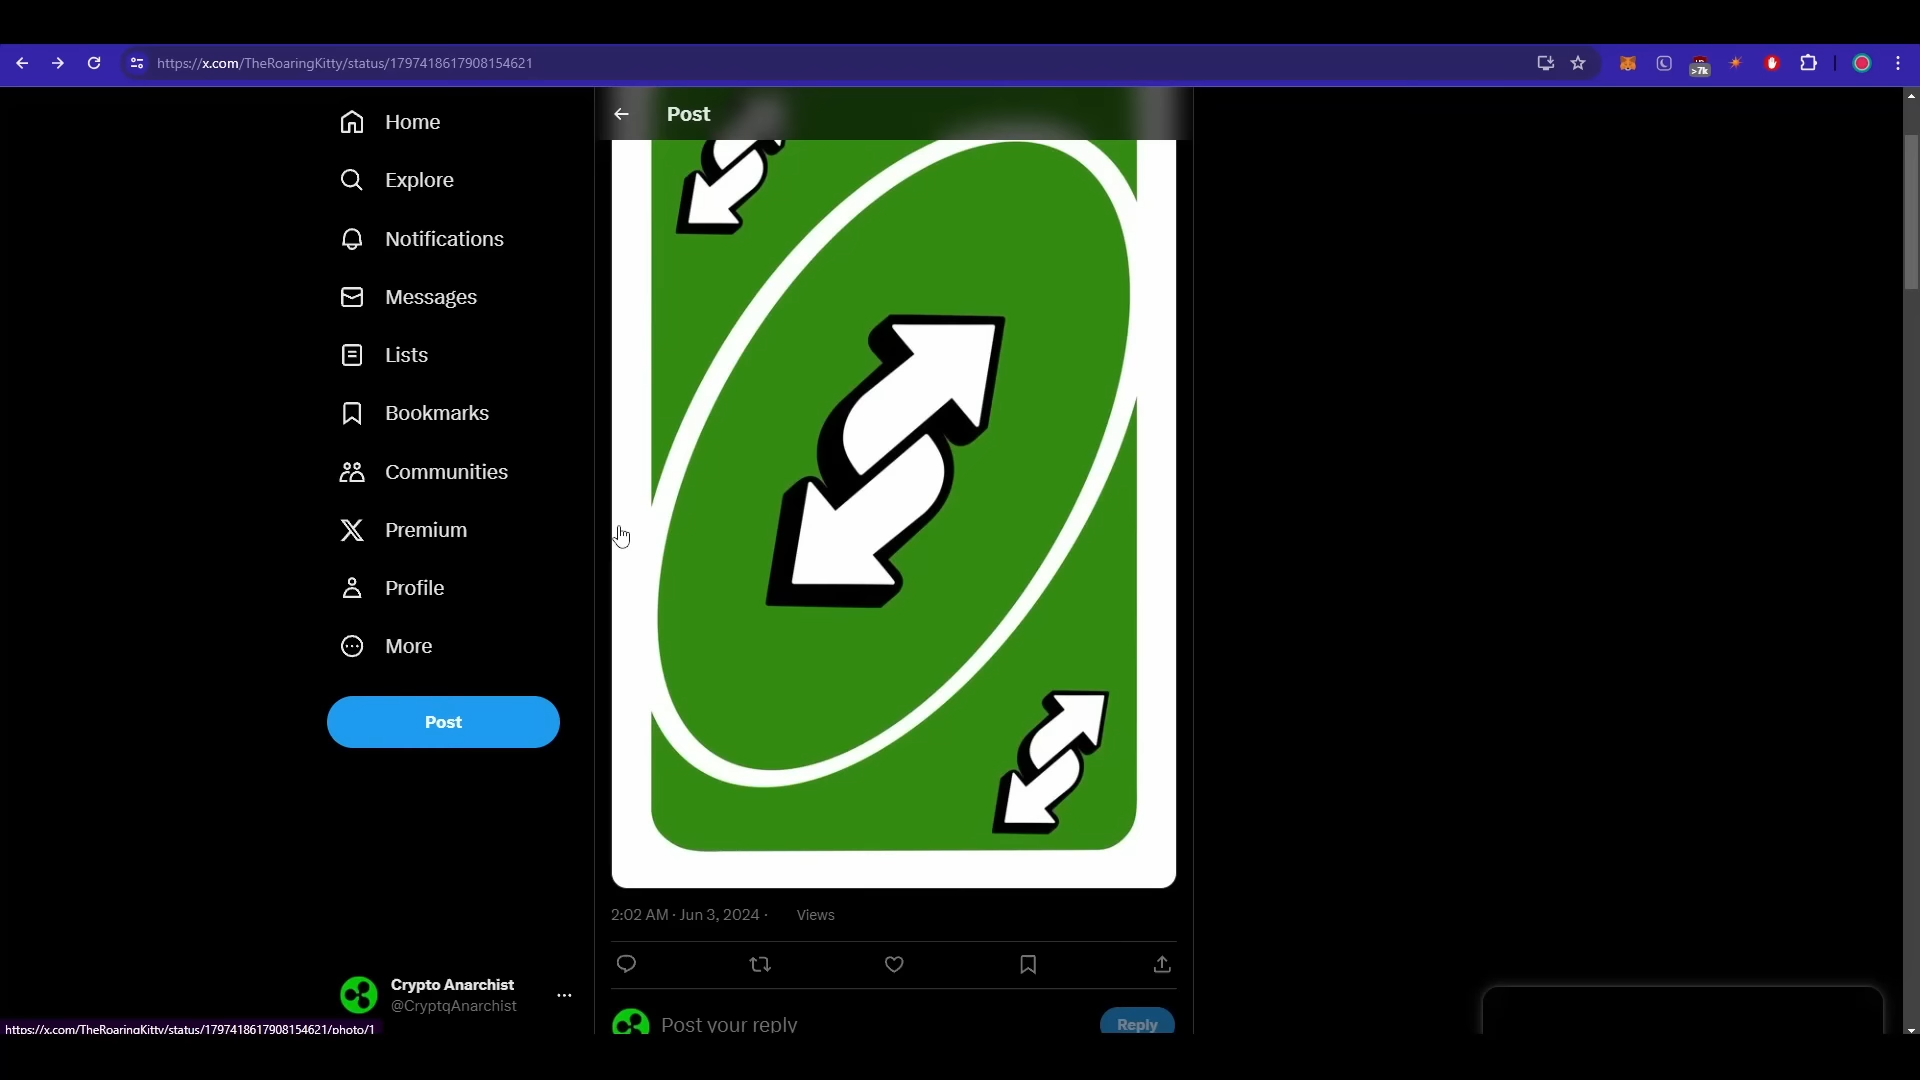 https://x.com/TheRoaringKitty/status/1797418617908154621
>7k
Home
Explore
Notifications
Messages
Lists
Bookmarks
Communities
Premium
Profile
More
Post
Crypto Anarchist
@CryptqAnarchist
Post
2:02 AM · Jun 3, 2024 · Views
Post your reply
Reply
https://x.com/TheRoaringKitty/status/1797418617908154621/photo/1